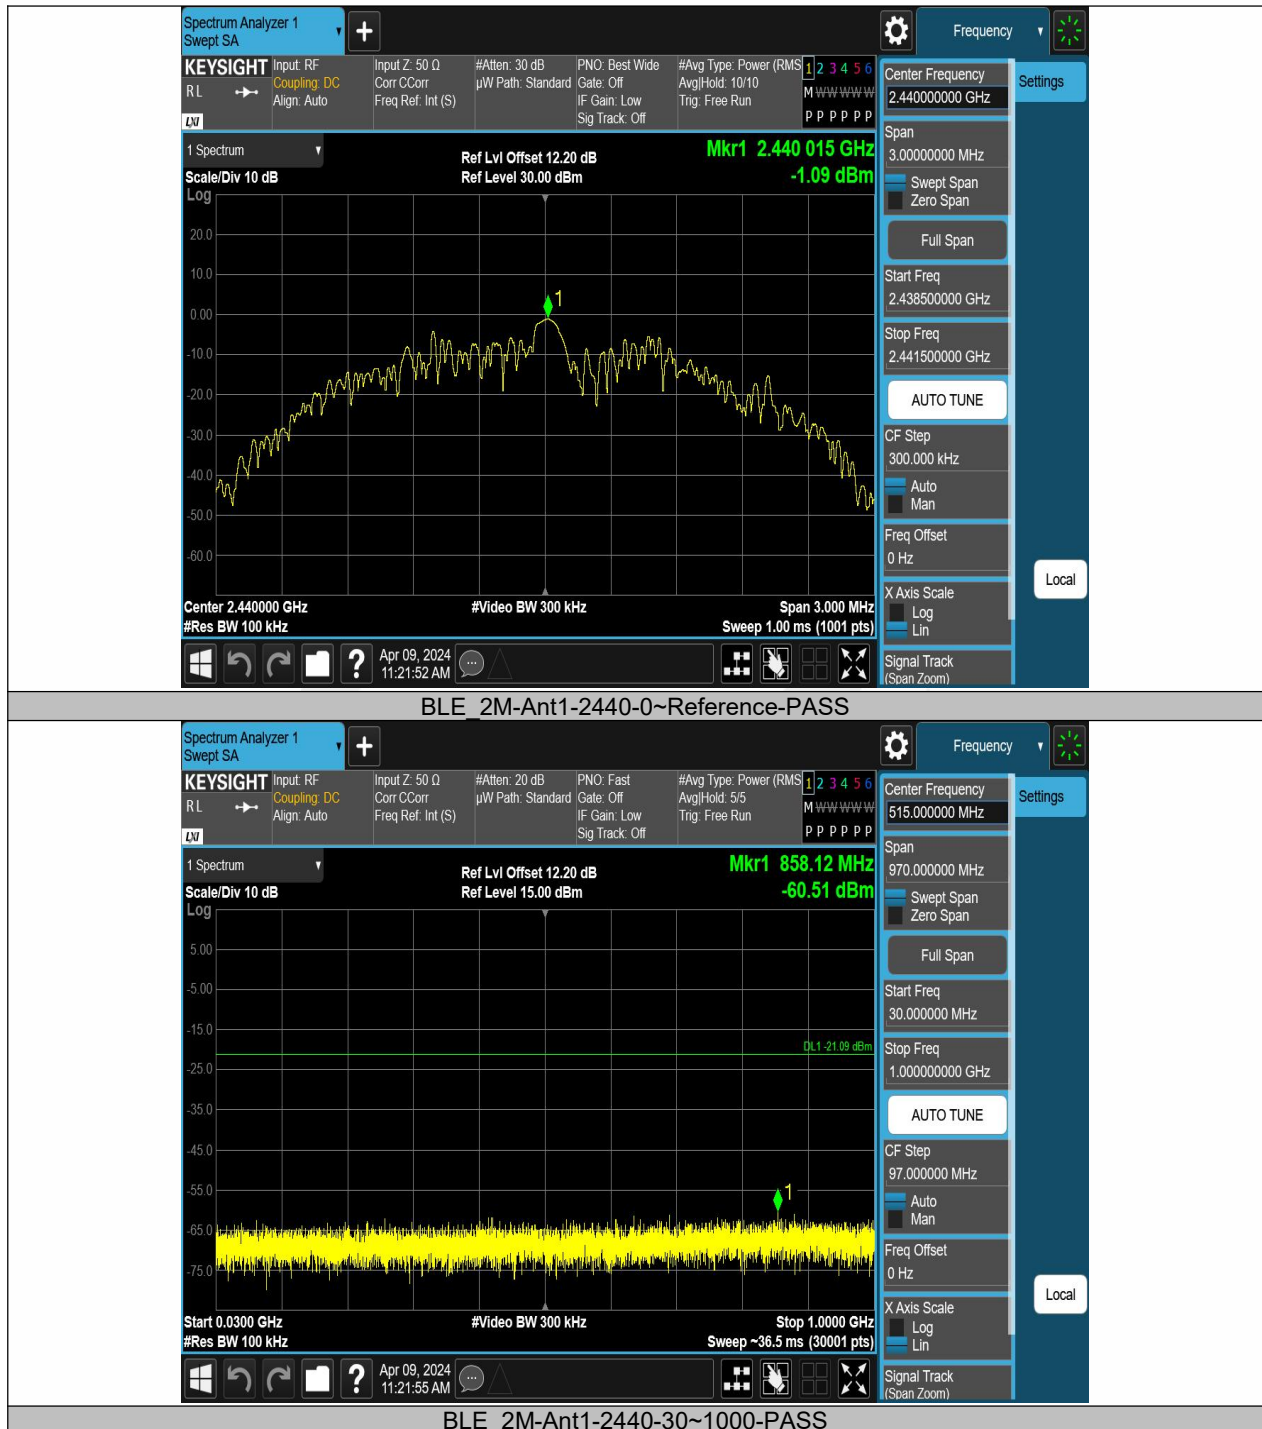 Spectrum Analyzer 1
Swept SA
+
Frequency
KEYSIGHT
RL
LXI
Input: RF
Coupling: DC
Align: Auto
Input Z: 50 Ω
Corr CCorr
Freq Ref: Int (S)
#Atten: 30 dB
µW Path: Standard
PNO: Best Wide
Gate: Off
IF Gain: Low
Sig Track: Off
#Avg Type: Power (RMS
Avg|Hold: 10/10
Trig: Free Run
1 2 3 4 5 6
M W W W W W
P P P P P P
Center Frequency
2.440000000 GHz
Settings
Span
3.00000000 MHz
Swept Span
Zero Span
Full Span
Start Freq
2.438500000 GHz
Stop Freq
2.441500000 GHz
AUTO TUNE
CF Step
300.000 kHz
Auto
Man
Freq Offset
0 Hz
X Axis Scale
Log
Lin
Signal Track
(Span Zoom)
Local
1 Spectrum
Scale/Div 10 dB
Log
Ref Lvl Offset 12.20 dB
Ref Level 30.00 dBm
Mkr1 2.440 015 GHz
-1.09 dBm
20.0
10.0
0.00
-10.0
-20.0
-30.0
-40.0
-50.0
-60.0
1
Center 2.440000 GHz
#Video BW 300 kHz
Span 3.000 MHz
#Res BW 100 kHz
Sweep 1.00 ms (1001 pts)
?
Apr 09, 2024
11:21:52 AM
BLE_2M-Ant1-2440-0~Reference-PASS
Spectrum Analyzer 1
Swept SA
+
Frequency
KEYSIGHT
RL
LXI
Input: RF
Coupling: DC
Align: Auto
Input Z: 50 Ω
Corr CCorr
Freq Ref: Int (S)
#Atten: 20 dB
µW Path: Standard
PNO: Fast
Gate: Off
IF Gain: Low
Sig Track: Off
#Avg Type: Power (RMS
Avg|Hold: 5/5
Trig: Free Run
1 2 3 4 5 6
M W W W W W
P P P P P P
Center Frequency
515.000000 MHz
Settings
Span
970.000000 MHz
Swept Span
Zero Span
Full Span
Start Freq
30.000000 MHz
Stop Freq
1.000000000 GHz
AUTO TUNE
CF Step
97.000000 MHz
Auto
Man
Freq Offset
0 Hz
X Axis Scale
Log
Lin
Signal Track
(Span Zoom)
Local
1 Spectrum
Scale/Div 10 dB
Log
Ref Lvl Offset 12.20 dB
Ref Level 15.00 dBm
Mkr1 858.12 MHz
-60.51 dBm
5.00
-5.00
-15.0
-25.0
-35.0
-45.0
-55.0
-65.0
-75.0
DL1 -21.09 dBm
1
Start 0.0300 GHz
#Video BW 300 kHz
Stop 1.0000 GHz
#Res BW 100 kHz
Sweep ~36.5 ms (30001 pts)
?
Apr 09, 2024
11:21:55 AM
BLE_2M-Ant1-2440-30~1000-PASS